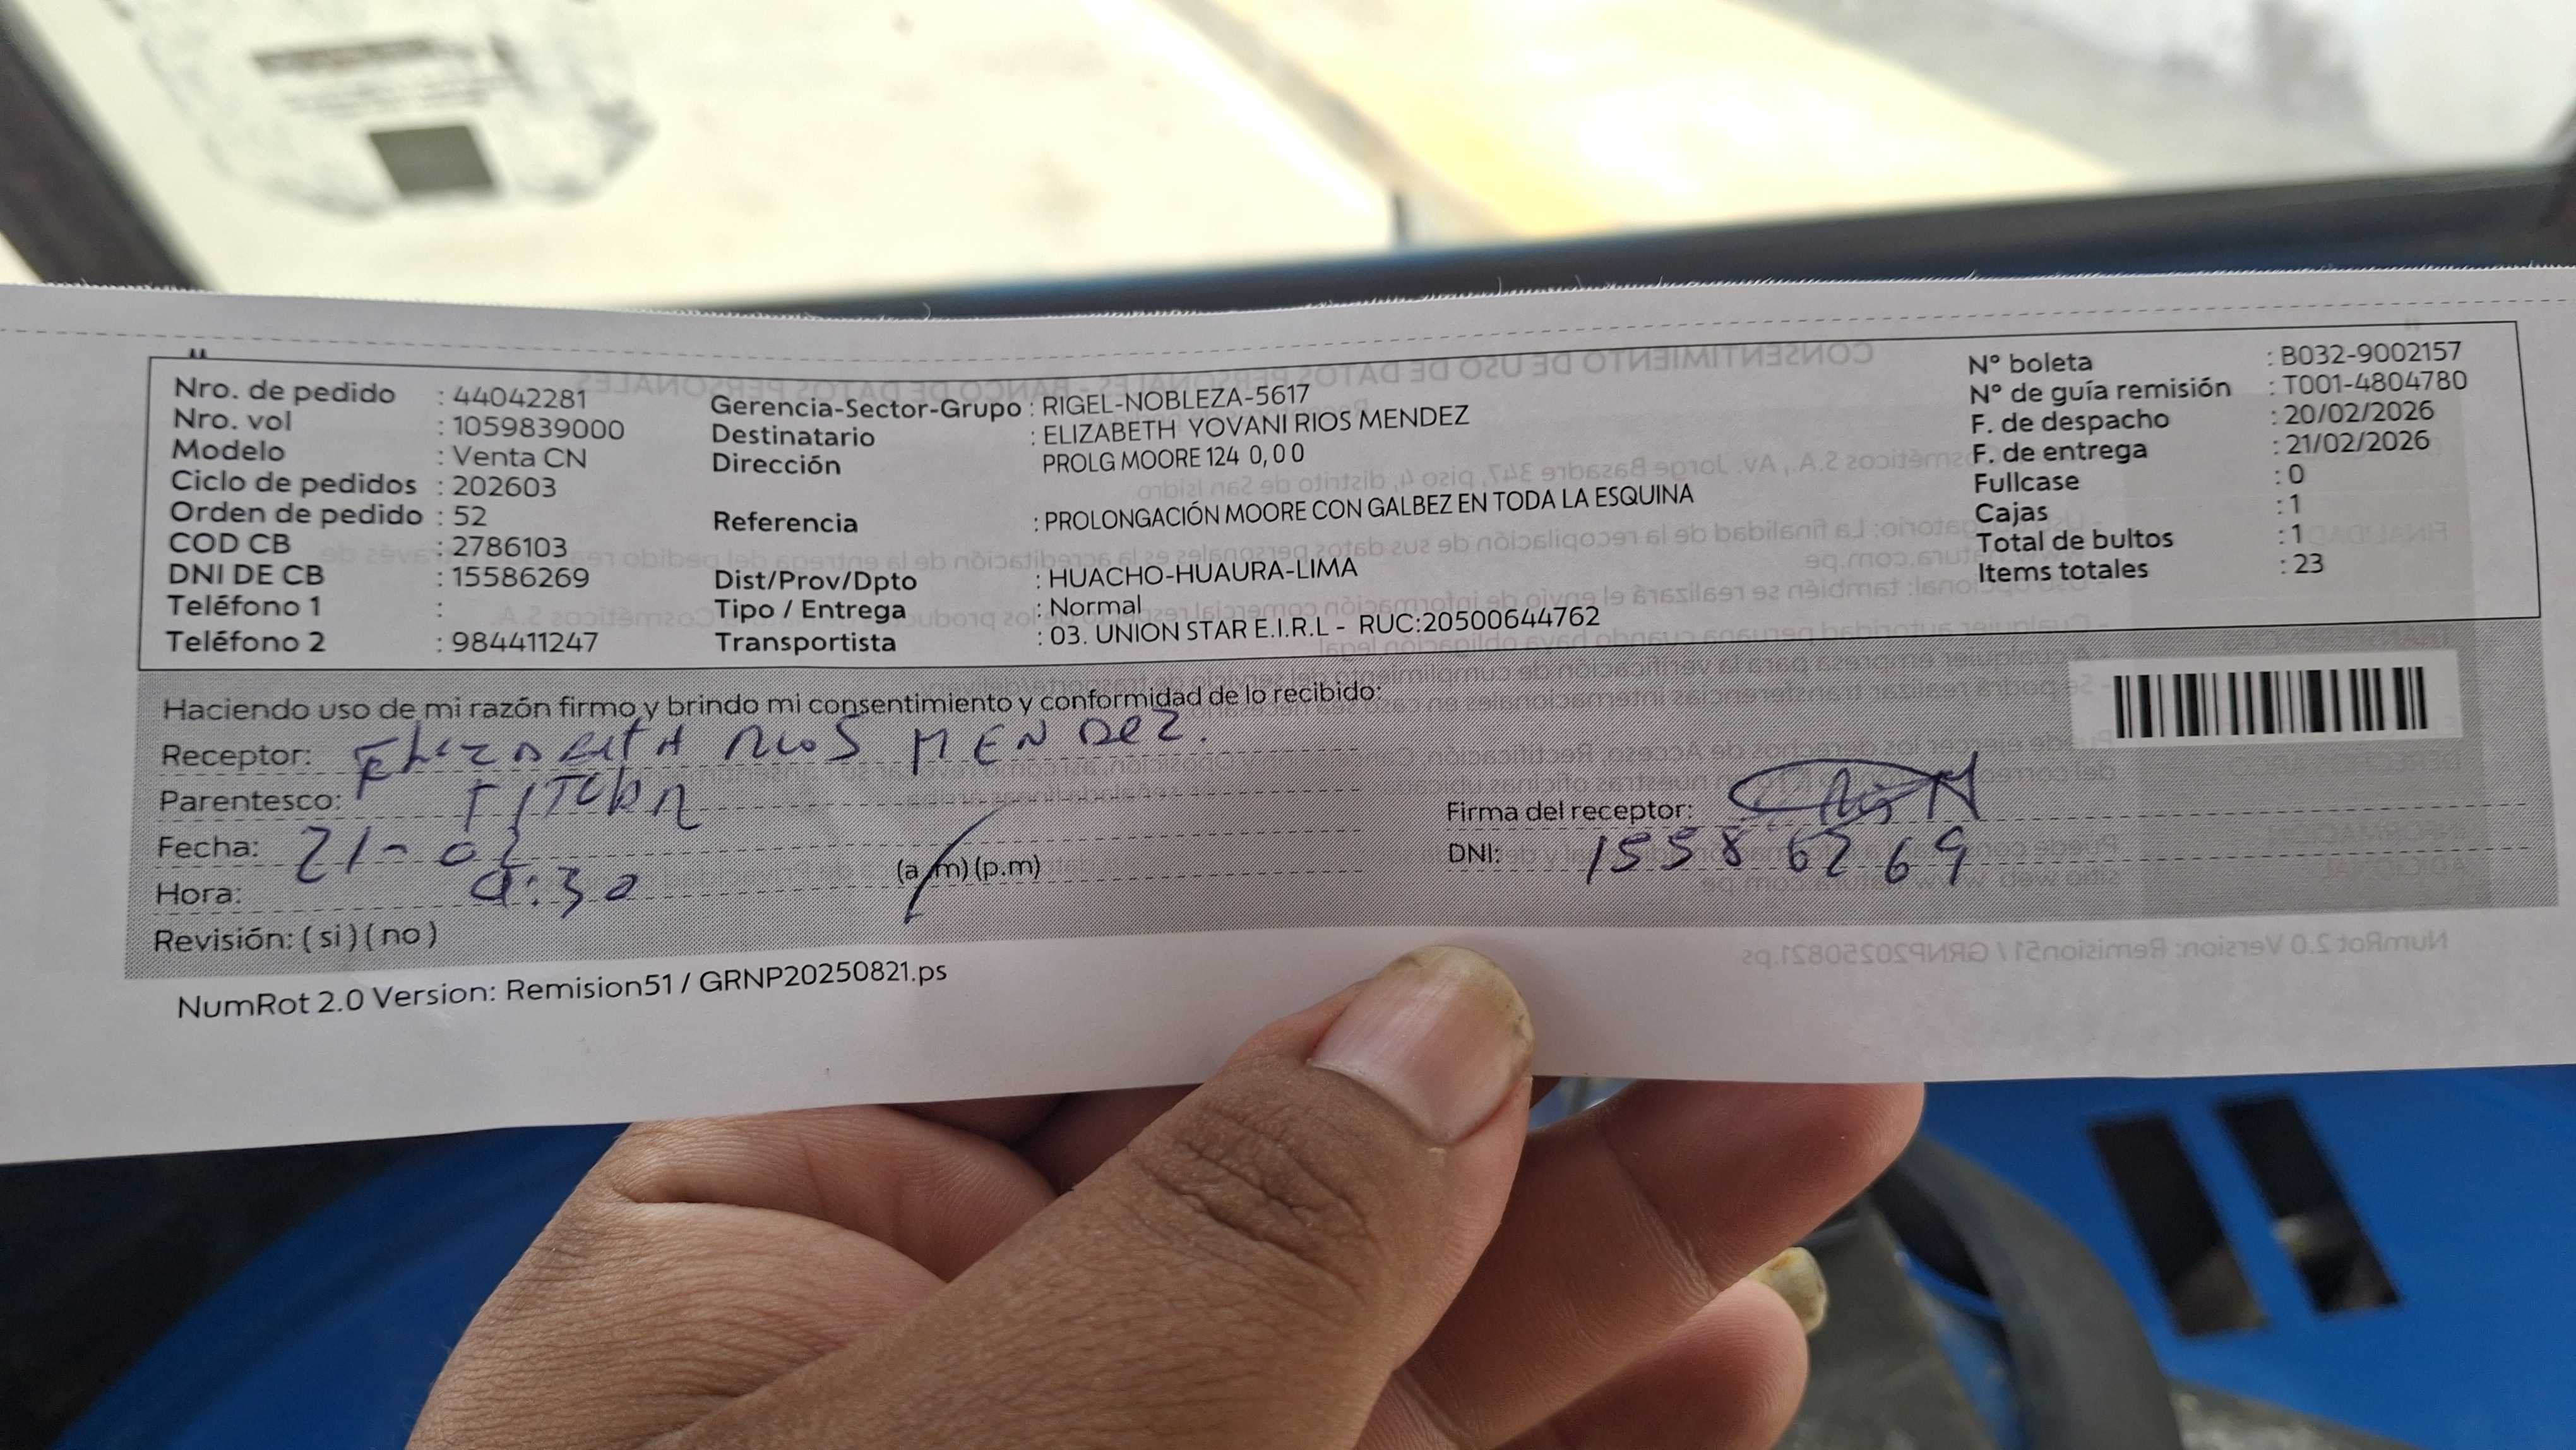 Nro. de pedido : 44042281
Nro. vol : 1059839000
Modelo : Venta CN
Ciclo de pedidos : 202603
Orden de pedido : 52
COD CB : 2786103
DNI DE CB : 15586269
Teléfono 1 :
Teléfono 2 : 984411247
Gerencia-Sector-Grupo : RIGEL-NOBLEZA-5617
Destinatario : ELIZABETH YOVANI RIOS MENDEZ
Dirección PROLG MOORE 124 0, 0 0
Referencia : PROLONGACIÓN MOORE CON GALBEZ EN TODA LA ESQUINA
Dist/Prov/Dpto : HUACHO-HUAURA-LIMA
Tipo / Entrega : Normal
Transportista : 03. UNION STAR E.I.R.L - RUC:20500644762
N° boleta : B032-9002157
N° de guía remisión : T001-4804780
F. de despacho : 20/02/2026
F. de entrega : 21/02/2026
Fullcase : 0
Cajas : 1
Total de bultos : 1
Items totales : 23
Haciendo uso de mi razón firmo y brindo mi consentimiento y conformidad de lo recibido:
Receptor: ELIZABETH RIOS MENDEZ.
Parentesco: TITULAR
Fecha: 21-02
Hora: 9:30 (a.m) (p.m)
Revisión: (si) (no)
Firma del receptor:
DNI: 15586269
NumRot 2.0 Version: Remision51 / GRNP20250821.ps